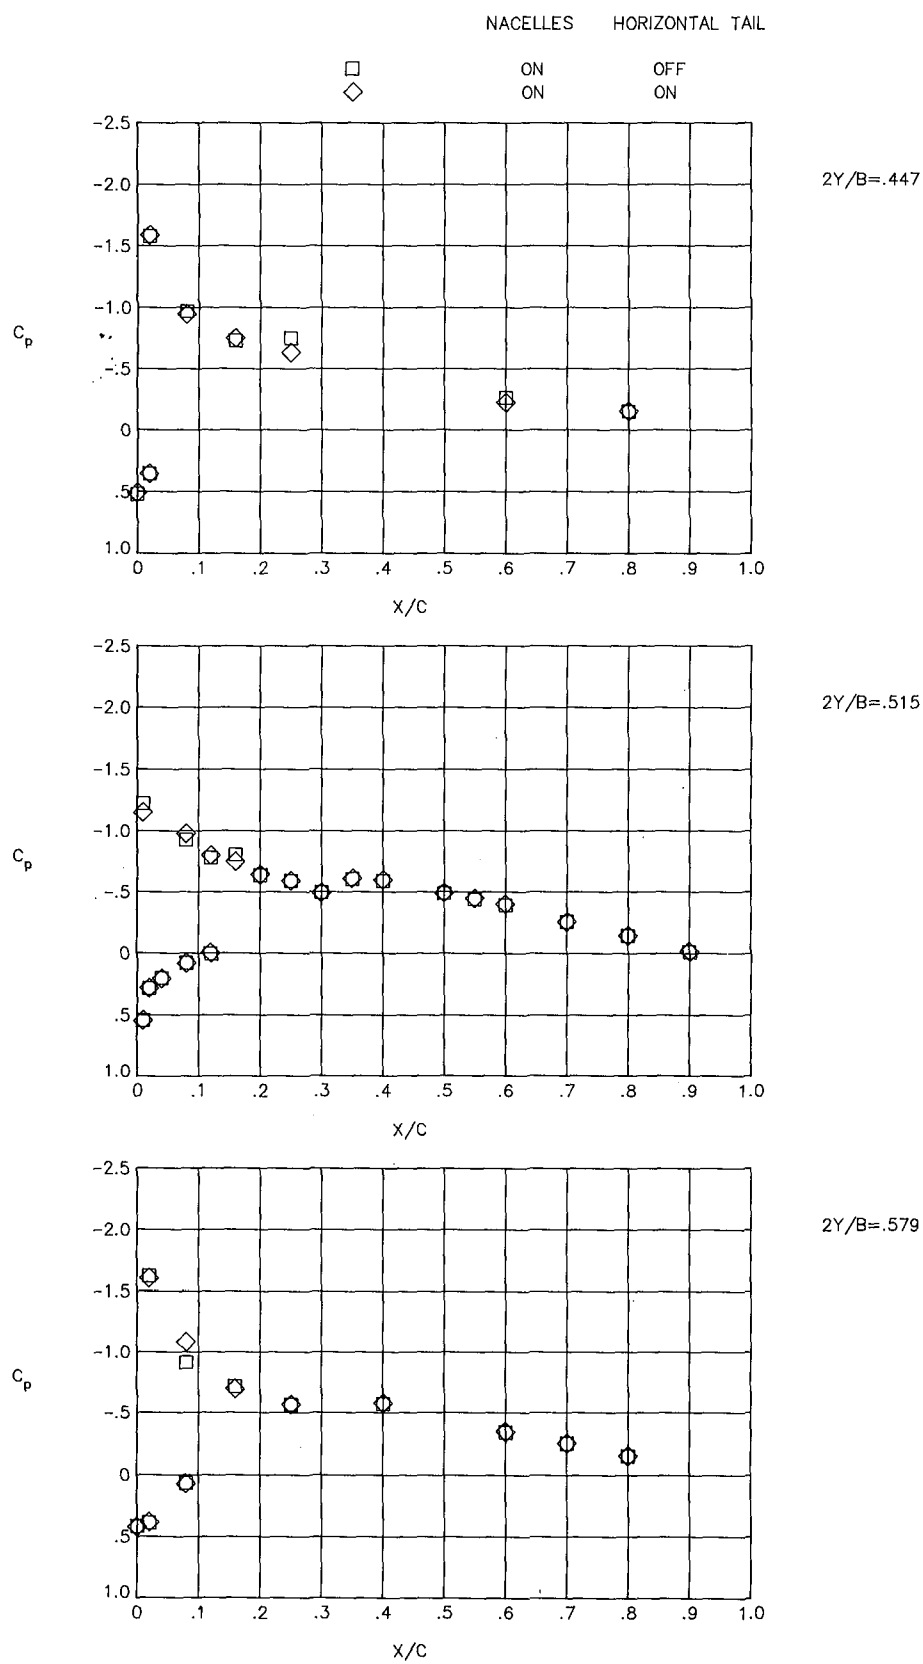 NACELLES HORIZONTAL TAIL
ON OFF
ON ON
-2.5
2Y/B=.447
-2.0
-1.5
-1.0
Cp
-.5
0
.5
1.0
0 .1 .2 .3 .4 .5 .6 .7 .8 .9 1.0
X/C
-2.5
2Y/B=.515
-2.0
-1.5
-1.0
Cp
-.5
0
.5
1.0
0 .1 .2 .3 .4 .5 .6 .7 .8 .9 1.0
X/C
-2.5
2Y/B=.579
-2.0
-1.5
-1.0
Cp
-.5
0
.5
1.0
0 .1 .2 .3 .4 .5 .6 .7 .8 .9 1.0
X/C